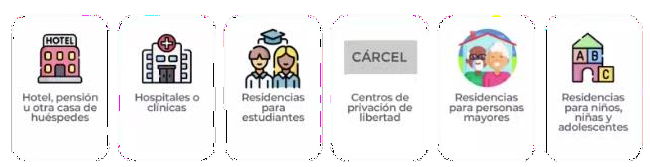 HOTEL
Hotel, pensión
u otra casa de
huéspedes
Hospitales o
clínicas
Residencias
para
estudiantes
CÁRCEL
Centros de
privación de
libertad
Residencias
para personas
mayores
A B
C
Residencias
para niños,
niñas y
adolescentes